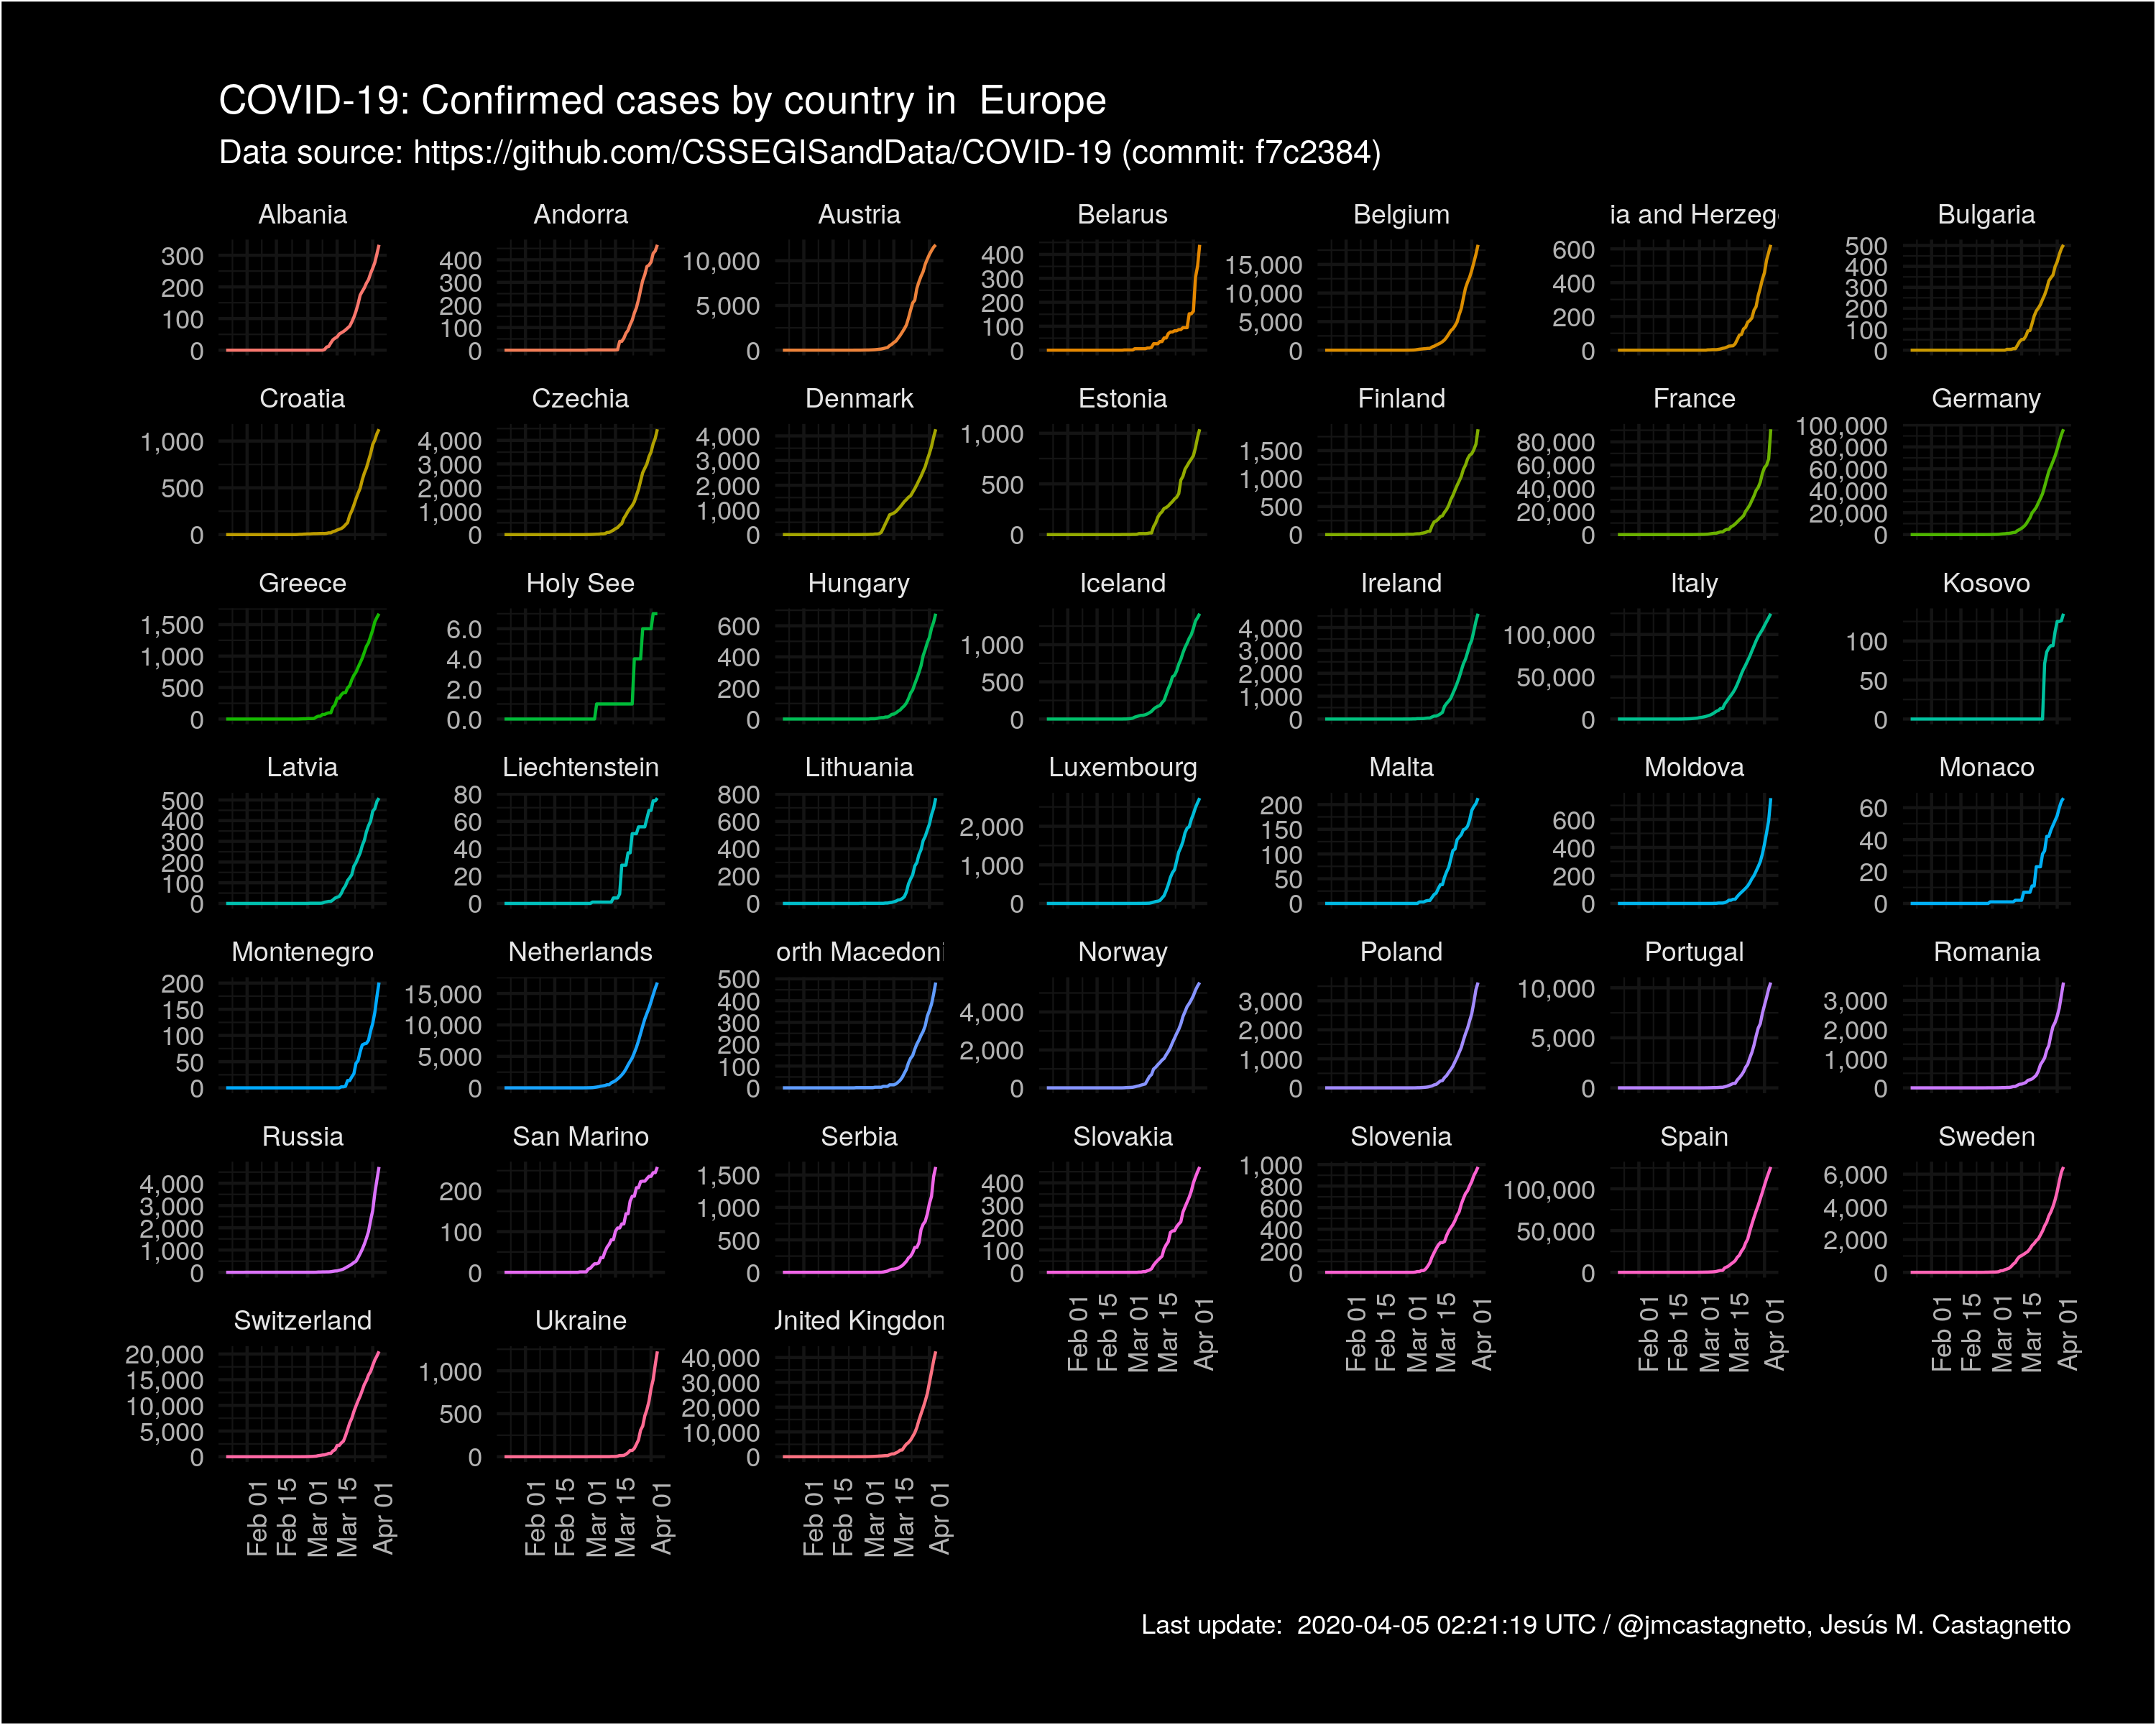 COVID-19: Confirmed cases by country in  Europe
Data source: https://github.com/CSSEGISandData/COVID-19 (commit: f7c2384)
Albania Andorra Austria Belarus Belgium ia and Herzeg Bulgaria
300 200 100 0
400 300 200 100 0
10,000 5,000 0
400 300 200 100 0
15,000 10,000 5,000 0
600 400 200 0
500 400 300 200 100 0
Croatia Czechia Denmark Estonia Finland France Germany
1,000 500 0
4,000 3,000 2,000 1,000 0
4,000 3,000 2,000 1,000 0
1,000 500 0
1,500 1,000 500 0
80,000 60,000 40,000 20,000 0
100,000 80,000 60,000 40,000 20,000 0
Greece Holy See Hungary Iceland Ireland Italy Kosovo
1,500 1,000 500 0
6.0 4.0 2.0 0.0
600 400 200 0
1,000 500 0
4,000 3,000 2,000 1,000 0
100,000 50,000 0
100 50 0
Latvia Liechtenstein Lithuania Luxembourg Malta Moldova Monaco
500 400 300 200 100 0
80 60 40 20 0
800 600 400 200 0
2,000 1,000 0
200 150 100 50 0
600 400 200 0
60 40 20 0
Montenegro Netherlands orth Macedoni Norway Poland Portugal Romania
200 150 100 50 0
15,000 10,000 5,000 0
500 400 300 200 100 0
4,000 2,000 0
3,000 2,000 1,000 0
10,000 5,000 0
3,000 2,000 1,000 0
Russia San Marino Serbia Slovakia Slovenia Spain Sweden
4,000 3,000 2,000 1,000 0
200 100 0
1,500 1,000 500 0
400 300 200 100 0
1,000 800 600 400 200 0
100,000 50,000 0
6,000 4,000 2,000 0
Feb 01 Feb 15 Mar 01 Mar 15 Apr 01
Feb 01 Feb 15 Mar 01 Mar 15 Apr 01
Feb 01 Feb 15 Mar 01 Mar 15 Apr 01
Feb 01 Feb 15 Mar 01 Mar 15 Apr 01
Switzerland Ukraine United Kingdom
20,000 15,000 10,000 5,000 0
1,000 500 0
40,000 30,000 20,000 10,000 0
Feb 01 Feb 15 Mar 01 Mar 15 Apr 01
Feb 01 Feb 15 Mar 01 Mar 15 Apr 01
Feb 01 Feb 15 Mar 01 Mar 15 Apr 01
Last update:  2020-04-05 02:21:19 UTC / @jmcastagnetto, Jesús M. Castagnetto